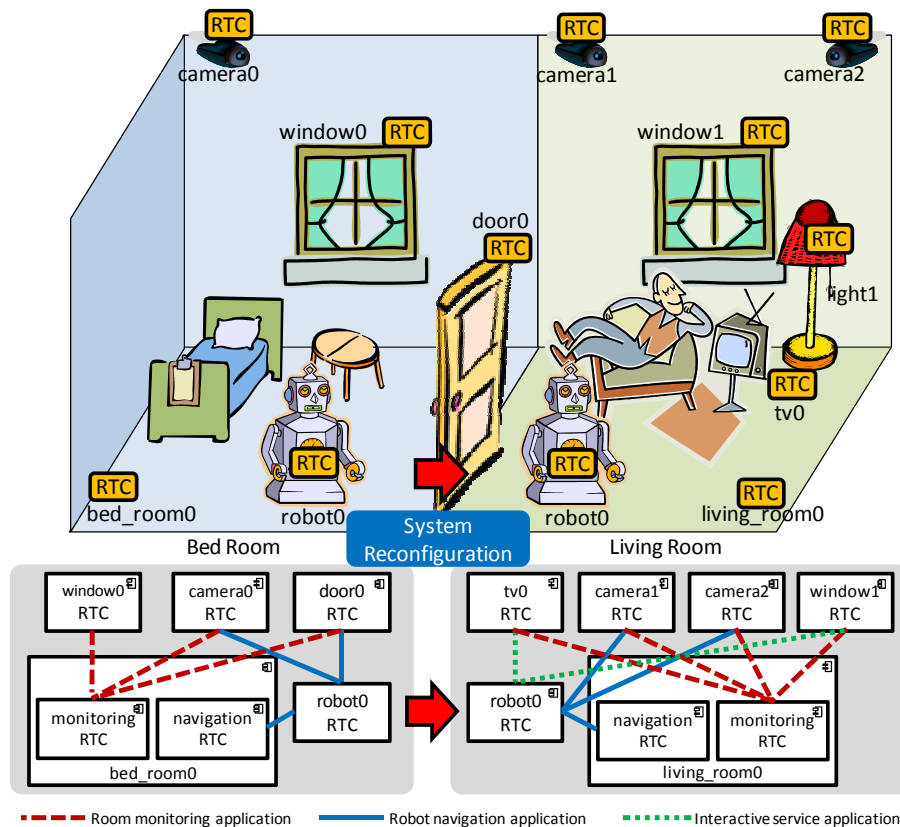 RTC
camera0
RTC
camera1
RTC
camera2
window0
RTC
window1
RTC
door0
RTC
RTC
light1
RTC
tv0
RTC
bed_room0
RTC
robot0
RTC
robot0
RTC
living_room0
Bed Room
System
Reconfiguration
Living Room
window0
RTC
camera0
RTC
door0
RTC
monitoring
RTC
navigation
RTC
robot0
RTC
bed_room0
tv0
RTC
camera1
RTC
camera2
RTC
window1
RTC
robot0
RTC
navigation
RTC
monitoring
RTC
living_room0
Room monitoring application
Robot navigation application
Interactive service application